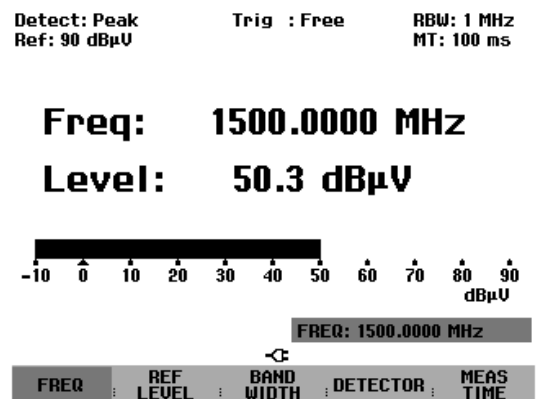 Detect: Peak Trig : Free RBW: 1 MHz
Ref: 90 dBµV MT: 100 ms
Freq: 1500.0000 MHz
Level: 50.3 dBµV
-10 0 10 20 30 40 50 60 70 80 90
dBµV
FREQ: 1500.0000 MHz
FREQ REF LEVEL BAND WIDTH DETECTOR MEAS TIME